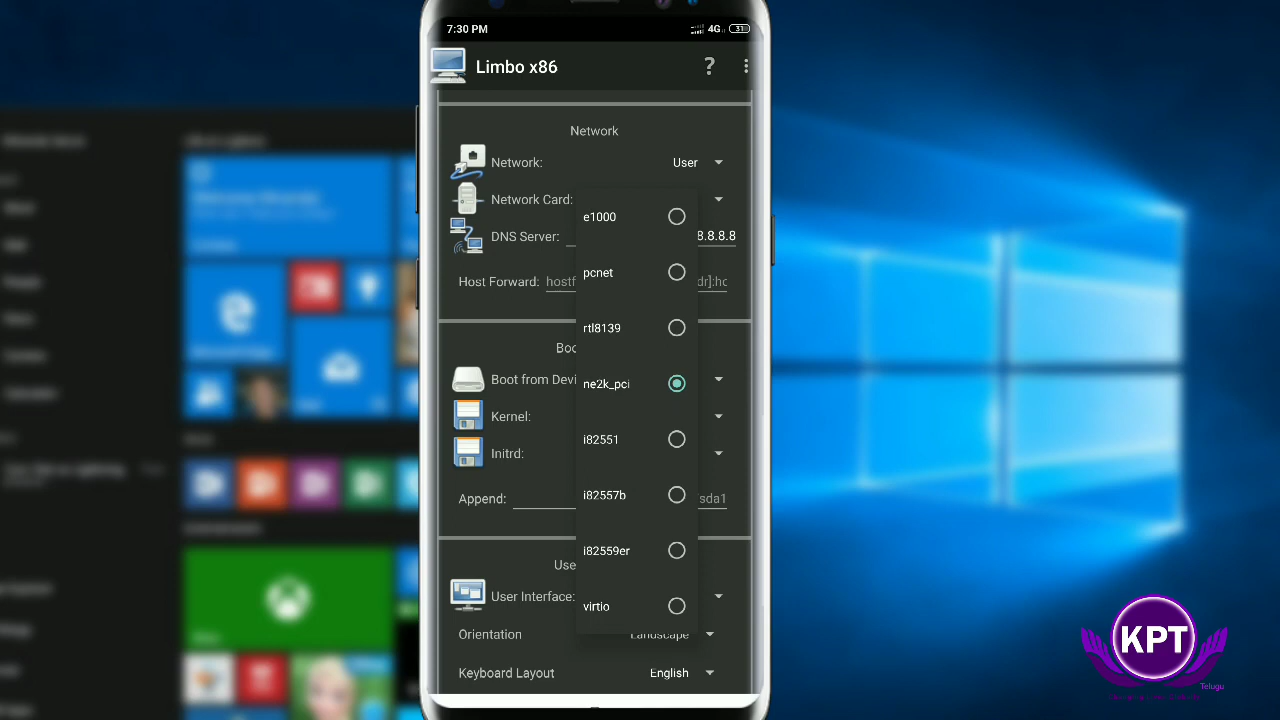 7:30 PM
4G
31
Limbo x86
?
Network
Network:
User
Network Card:
DNS Server:
8.8.8.8
Host Forward:
hostf
dr]:hc
e1000
pcnet
rtl8139
ne2k_pci
i82551
i82557b
i82559er
virtio
Boo
Boot from Devi
Kernel:
Initrd:
Append:
sda1
Use
User Interface:
Orientation
Landscape
Keyboard Layout
English
KPT
Telugu